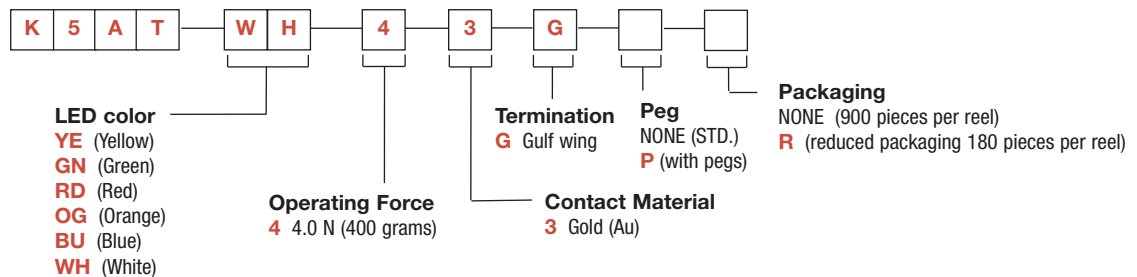 K 5 A T WH 4 3 G
LED color
YE (Yellow)
GN (Green)
RD (Red)
OG (Orange)
BU (Blue)
WH (White)
Operating Force
4 4.0 N (400 grams)
Termination
G Gulf wing
Contact Material
3 Gold (Au)
Peg
NONE (STD.)
P (with pegs)
Packaging
NONE (900 pieces per reel)
R (reduced packaging 180 pieces per reel)